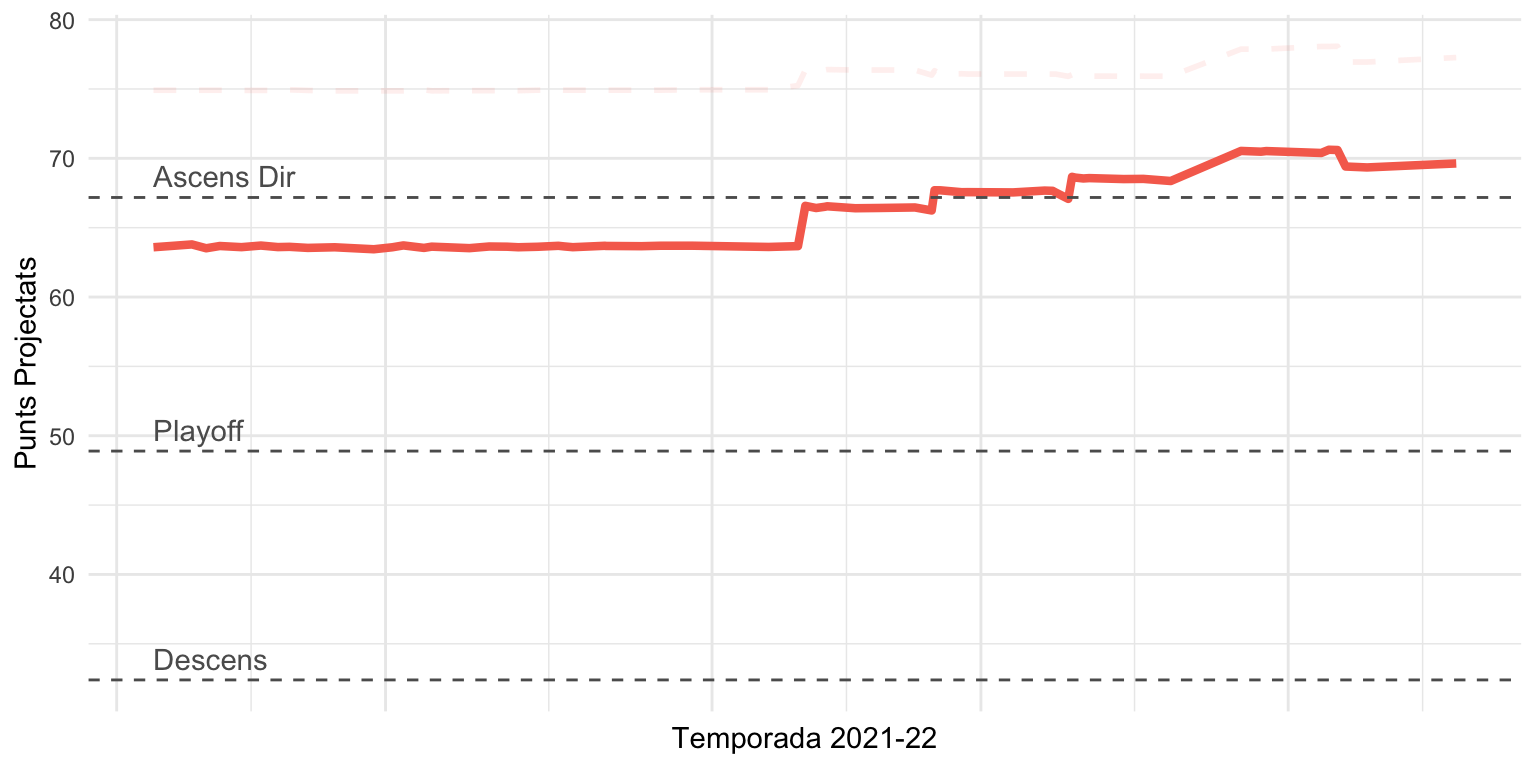 80
70
60
50
40
Punts Projectats
Ascens Dir
Playoff
Descens
Temporada 2021-22